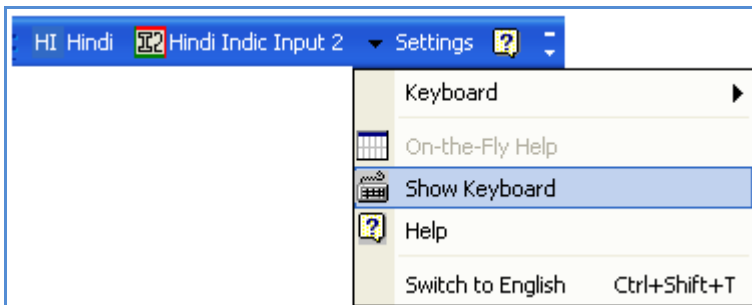 HI Hindi Hindi Indic Input 2 Settings ?
Keyboard
On-the-Fly Help
Show Keyboard
? Help
Switch to English Ctrl+Shift+T